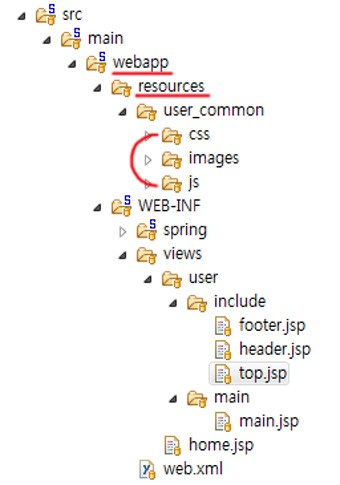 src
main
webapp
resources
user_common
css
images
js
WEB-INF
spring
views
user
include
footer.jsp
header.jsp
top.jsp
main
main.jsp
home.jsp
web.xml